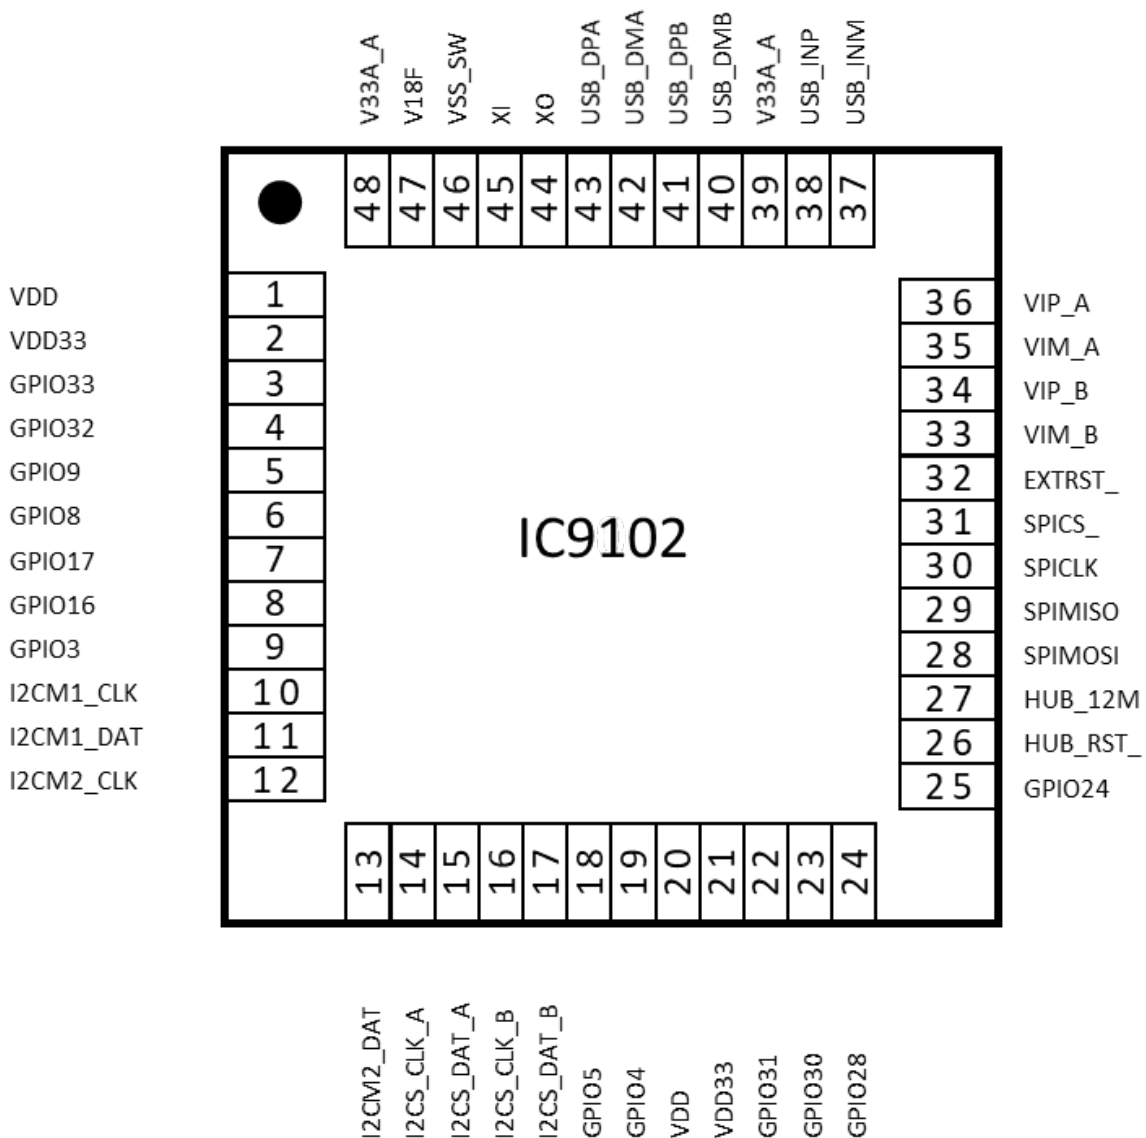 V33A_A
V18F
VSS_SW
XI
XO
USB_DPA
USB_DMA
USB_DPB
USB_DMB
V33A_A
USB_INP
USB_INM
48
47
46
45
44
43
42
41
40
39
38
37
VDD 1
VDD33 2
GPIO33 3
GPIO32 4
GPIO9 5
GPIO8 6
GPIO17 7
GPIO16 8
GPIO3 9
I2CM1_CLK 10
I2CM1_DAT 11
I2CM2_CLK 12
IC9102
36 VIP_A
35 VIM_A
34 VIP_B
33 VIM_B
32 EXTRST_
31 SPICS_
30 SPICLK
29 SPIMISO
28 SPIMOSI
27 HUB_12M
26 HUB_RST_
25 GPIO24
13
14
15
16
17
18
19
20
21
22
23
24
I2CM2_DAT
I2CS_CLK_A
I2CS_DAT_A
I2CS_CLK_B
I2CS_DAT_B
GPIO5
GPIO4
VDD
VDD33
GPIO31
GPIO30
GPIO28